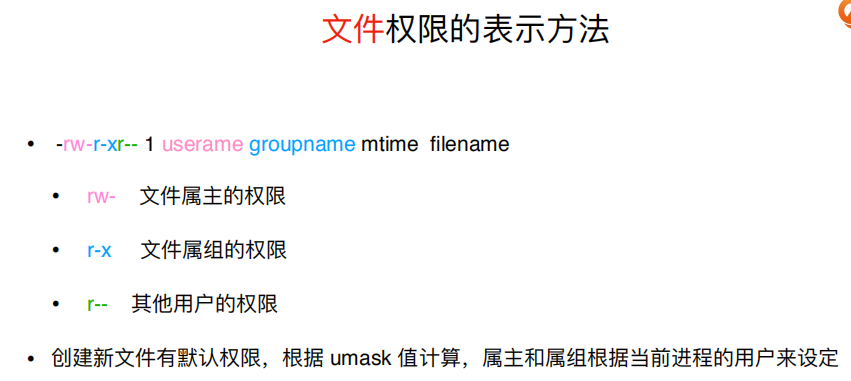 文件权限的表示方法
• -rw-r-xr-- 1 userame groupname mtime filename
• rw- 文件属主的权限
• r-x 文件属组的权限
• r-- 其他用户的权限
• 创建新文件有默认权限，根据 umask 值计算，属主和属组根据当前进程的用户来设定